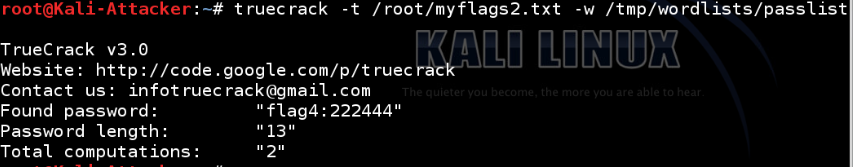 root@Kali-Attacker:~# truecrack -t /root/myflags2.txt -w /tmp/wordlists/passlist
TrueCrack v3.0
KALI LINUX
Website: http://code.google.com/p/truecrack
Contact us: infotruecrack@gmail.com
The quieter you become, the more you are able to hear.
Found password: "flag4:222444"
Password length: "13"
Total computations: "2"